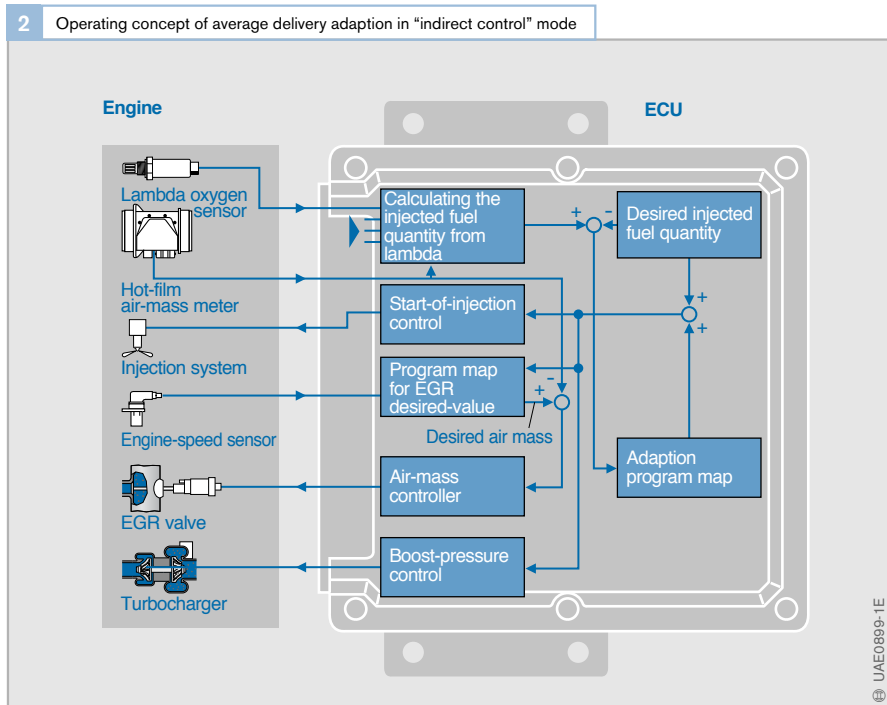 2
Operating concept of average delivery adaption in “indirect control” mode
Engine
ECU
Lambda oxygen
sensor
Hot-film
air-mass meter
Injection system
Engine-speed sensor
EGR valve
Turbocharger
Calculating the
injected fuel
quantity from
lambda
+
-
Desired injected
fuel quantity
Start-of-injection
control
+
+
Program map
for EGR
desired-value
-
+
Desired air mass
Air-mass
controller
Adaption
program map
Boost-pressure
control
UAE0899-1E